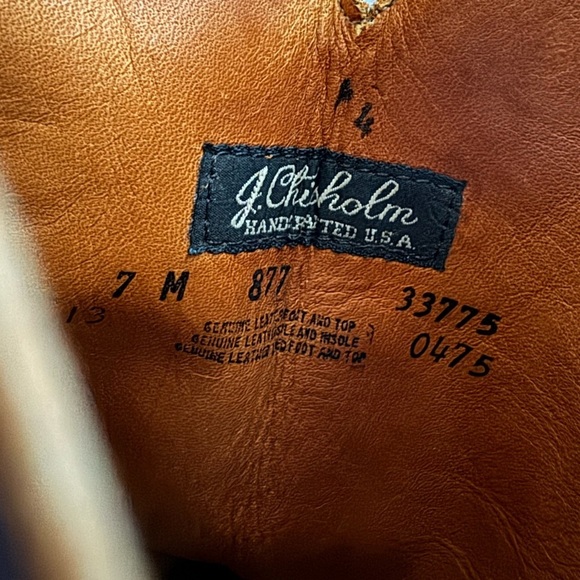 A 4
J. Chisholm
HANDCRAFTED U.S.A.
7 M 877 33775
13 0475
GENUINE LEATHER FOOT AND TOP
GENUINE LEATHER SOLE AND INSOLE
GENUINE LEATHER LINED FOOT AND TOP